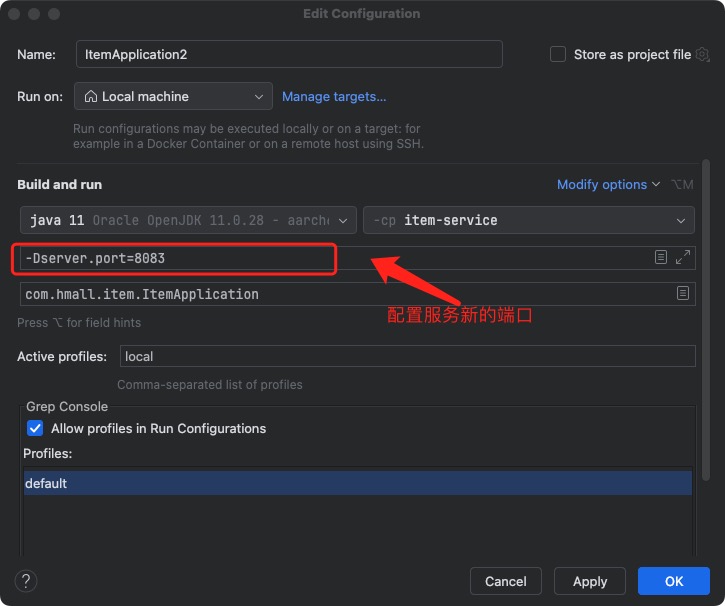 Edit Configuration
Name:
ItemApplication2
Store as project file
Run on:
Local machine
Manage targets...
Run configurations may be executed locally or on a target: for
example in a Docker Container or on a remote host using SSH.
Build and run
Modify options
⌥M
java 11 Oracle OpenJDK 11.0.28 - aarch
-cp item-service
-Dserver.port=8083
配置服务新的端口
com.hmall.item.ItemApplication
Press ⌥ for field hints
Active profiles:
local
Comma-separated list of profiles
Grep Console
Allow profiles in Run Configurations
Profiles:
default
?
Cancel
Apply
OK